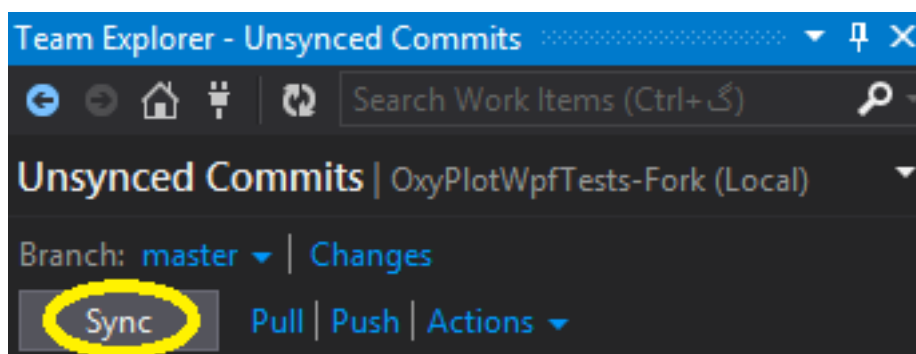 Team Explorer - Unsynced Commits
Search Work Items (Ctrl+گ)
Unsynced Commits | OxyPlotWpfTests-Fork (Local)
Branch: master | Changes
Sync Pull | Push | Actions